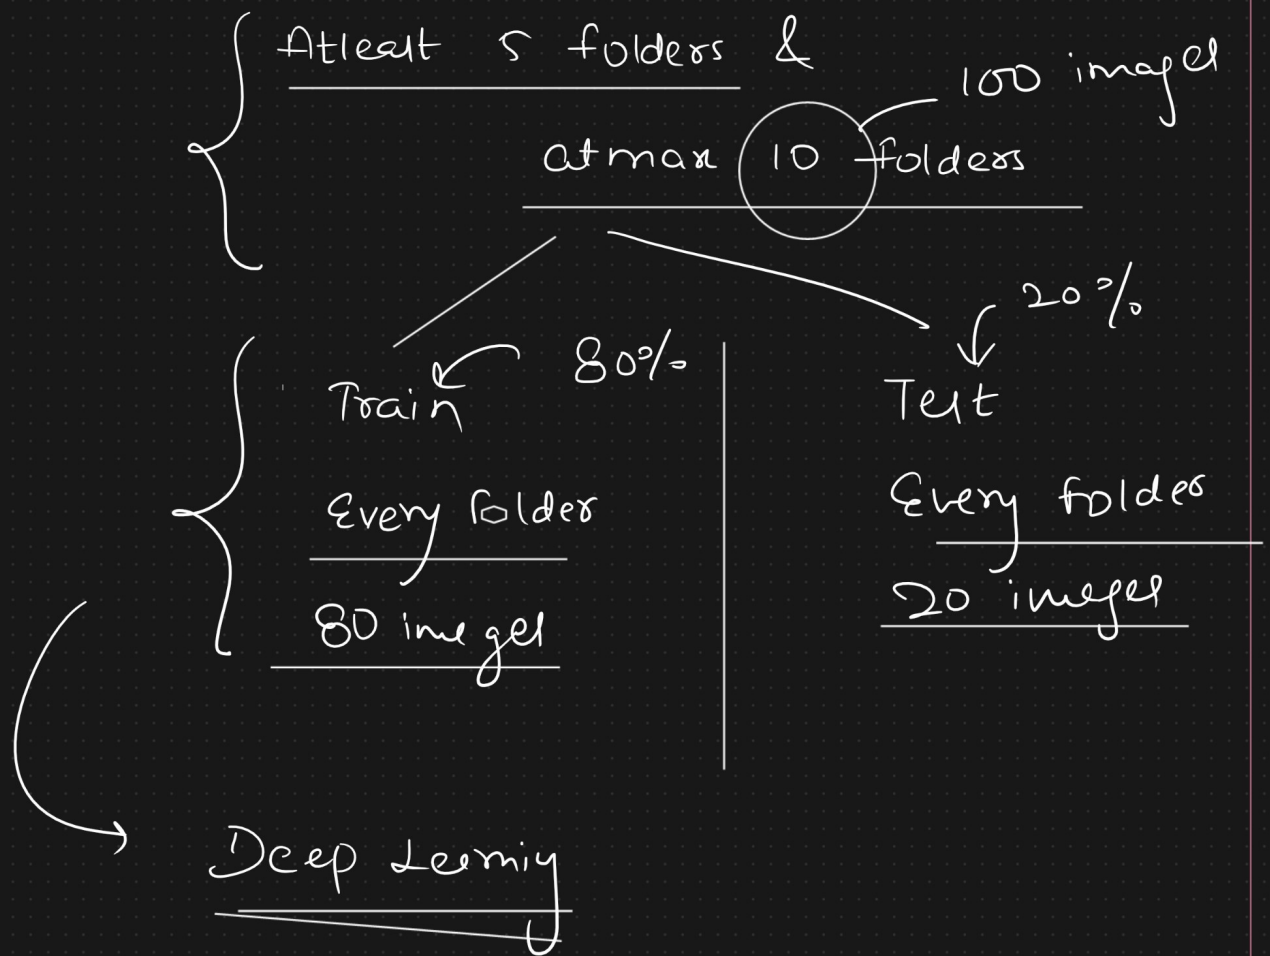 Atleast 5 folders &
100 images
atmax 10 folders
20%
80%
Train
Test
Every folder
80 images
Every folder
20 images
Deep Learning